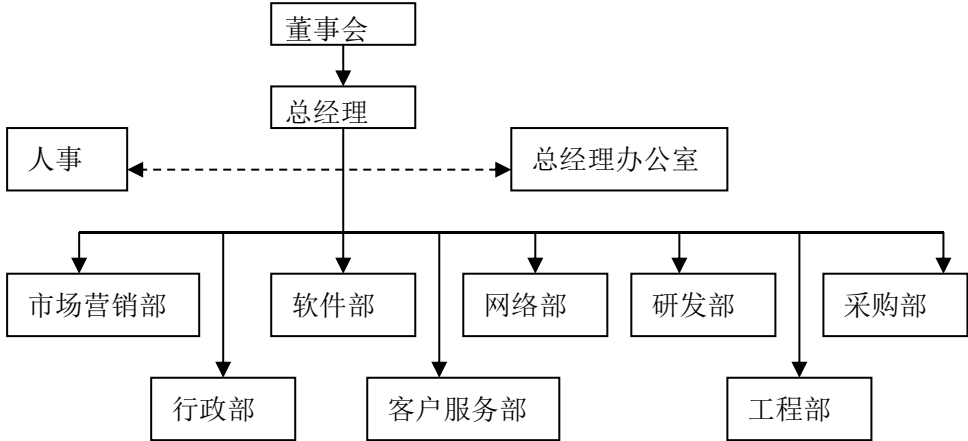 董事会
总经理
人事
总经理办公室
市场营销部
软件部
网络部
研发部
采购部
行政部
客户服务部
工程部